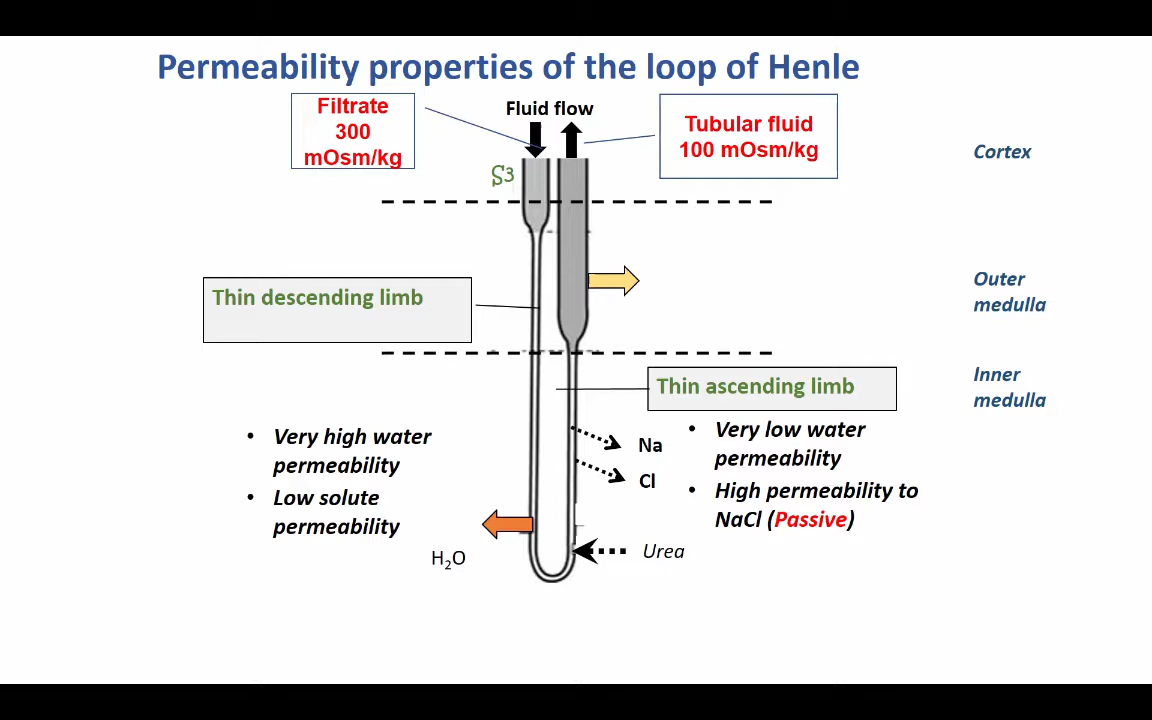 Permeability properties of the loop of Henle
Filtrate
300
mOsm/kg
Fluid flow
Tubular fluid
100 mOsm/kg
Cortex
S3
Outer
medulla
Thin descending limb
Inner
medulla
Thin ascending limb
• Very high water
permeability
• Low solute
permeability
Na
Cl
• Very low water
permeability
• High permeability to
NaCl (Passive)
H₂O
Urea